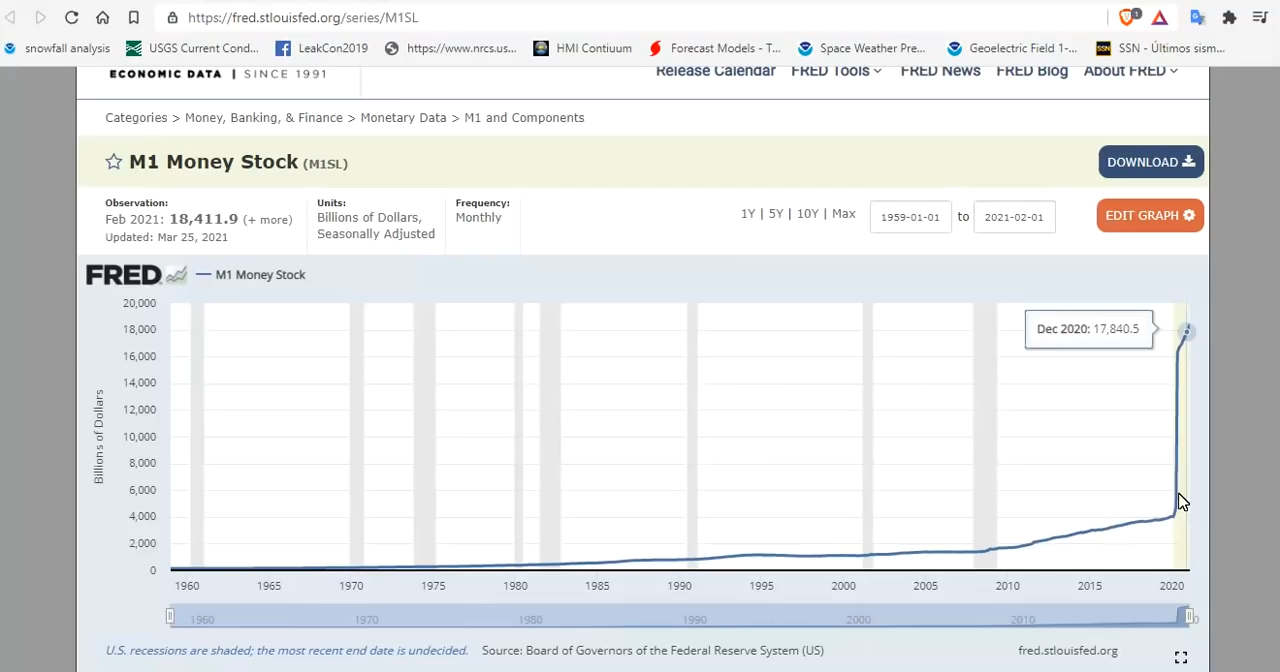 https://fred.stlouisfed.org/series/M1SL
1
snowfall analysis USGS Current Cond... LeakCon2019 https://www.nrcs.us... HMI Contiuum Forecast Models - T... Space Weather Pre... Geoelectric Field 1-... SSN SSN - Últimos sism...
ECONOMIC DATA | SINCE 1991
Release Calendar FRED Tools FRED News FRED Blog About FRED
Categories > Money, Banking, & Finance > Monetary Data > M1 and Components
M1 Money Stock (M1SL)
DOWNLOAD
Observation:
Feb 2021: 18,411.9 (+ more)
Updated: Mar 25, 2021
Units:
Billions of Dollars,
Seasonally Adjusted
Frequency:
Monthly
1Y | 5Y | 10Y | Max 1959-01-01 to 2021-02-01
EDIT GRAPH
FRED M1 Money Stock
20,000
18,000
16,000
14,000
12,000
10,000
8,000
6,000
4,000
2,000
0
Billions of Dollars
Dec 2020: 17,840.5
1960 1965 1970 1975 1980 1985 1990 1995 2000 2005 2010 2015 2020
1960 1970 1980 1990 2000 2010 0
U.S. recessions are shaded; the most recent end date is undecided. Source: Board of Governors of the Federal Reserve System (US) fred.stlouisfed.org